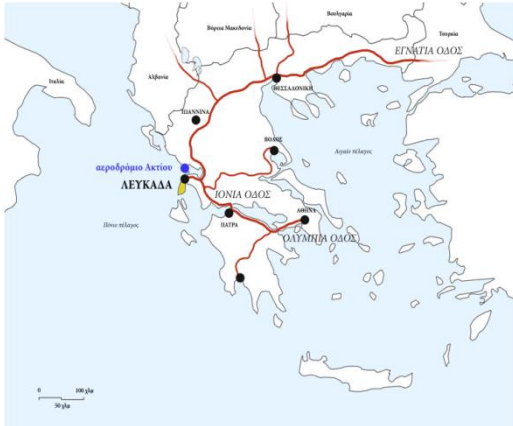 Βουλγαρία
Βόρεια Μακεδονία
Τουρκία
ΕΓΝΑΤΙΑ ΟΔΟΣ
Ιταλία
Αλβανία
ΘΕΣΣΑΛΟΝΙΚΗ
ΙΩΑΝΝΙΝΑ
ΒΟΛΟΣ
Αιγαίο πέλαγος
αεροδρόμιο Ακτίου
ΛΕΥΚΑΔΑ
ΙΟΝΙΑ ΟΔΟΣ
ΑΘΗΝΑ
Ιόνιο πέλαγος
ΠΑΤΡΑ
ΟΛΥΜΠΙΑ ΟΔΟΣ
0 100 χλμ
50 χλμ